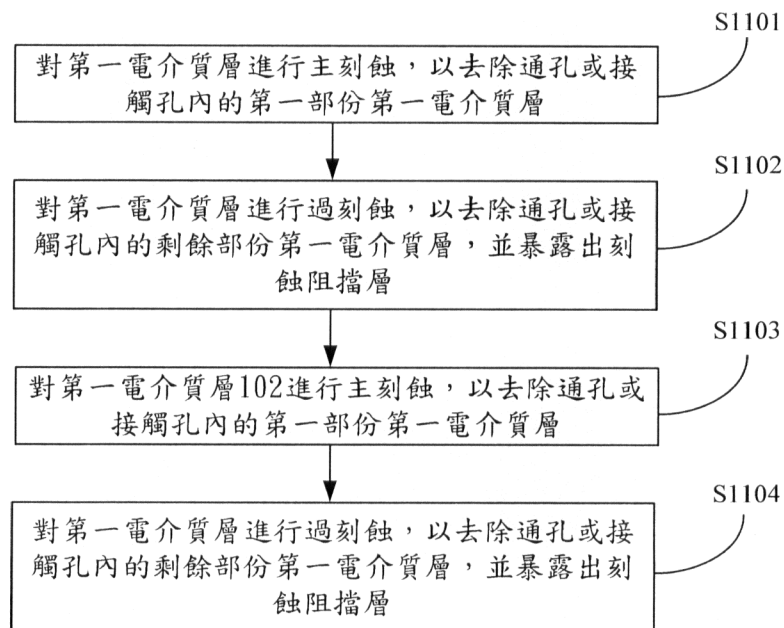 S1101
對第一電介質層進行主刻蝕，以去除通孔或接
觸孔內的第一部份第一電介質層
S1102
對第一電介質層進行過刻蝕，以去除通孔或接
觸孔內的剩餘部份第一電介質層，並暴露出刻
蝕阻擋層
S1103
對第一電介質層102進行主刻蝕，以去除通孔或
接觸孔內的第一部份第一電介質層
S1104
對第一電介質層進行過刻蝕，以去除通孔或接
觸孔內的剩餘部份第一電介質層，並暴露出刻
蝕阻擋層